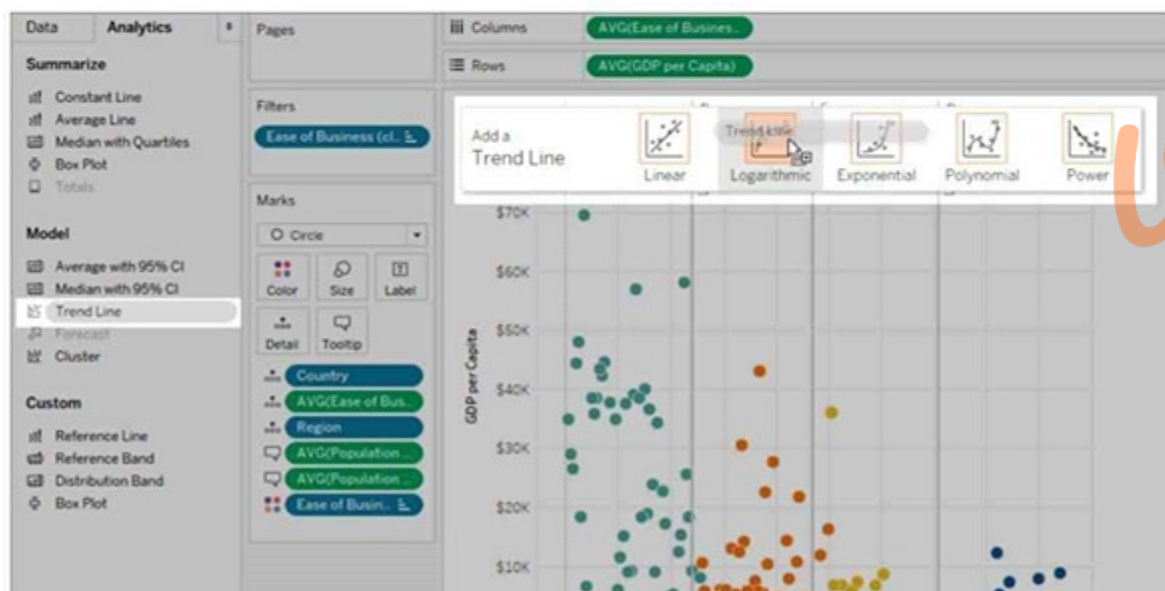 Data Analytics
Summarize
Constant Line
Average Line
Median with Quartiles
Box Plot
Totals
Model
Average with 95% CI
Median with 95% CI
Trend Line
Forecast
Cluster
Custom
Reference Line
Reference Band
Distribution Band
Box Plot
Pages
Filters
Ease of Business (cl..
Marks
Circle
Color Size Label
Detail Tooltip
Country
AVG(Ease of Bus..
Region
AVG(Population ..
AVG(Population ..
Ease of Busin..
Columns AVG(Ease of Busines..
Rows AVG(GDP per Capita)
Add a
Trend Line
Trend Line
Linear Logarithmic Exponential Polynomial Power
GDP per Capita
$70K
$60K
$50K
$40K
$30K
$20K
$10K